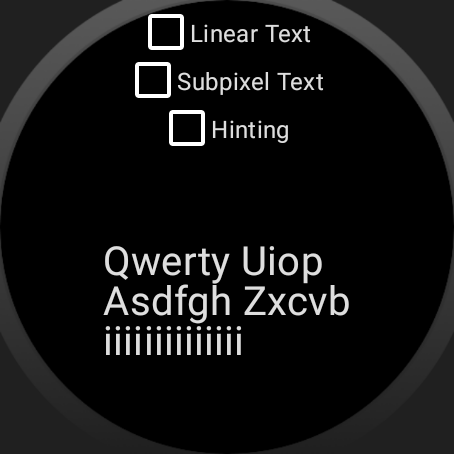 Linear Text
Subpixel Text
Hinting
Qwerty Uiop
Asdfgh Zxcvb
iiiiiiiiiiiiii